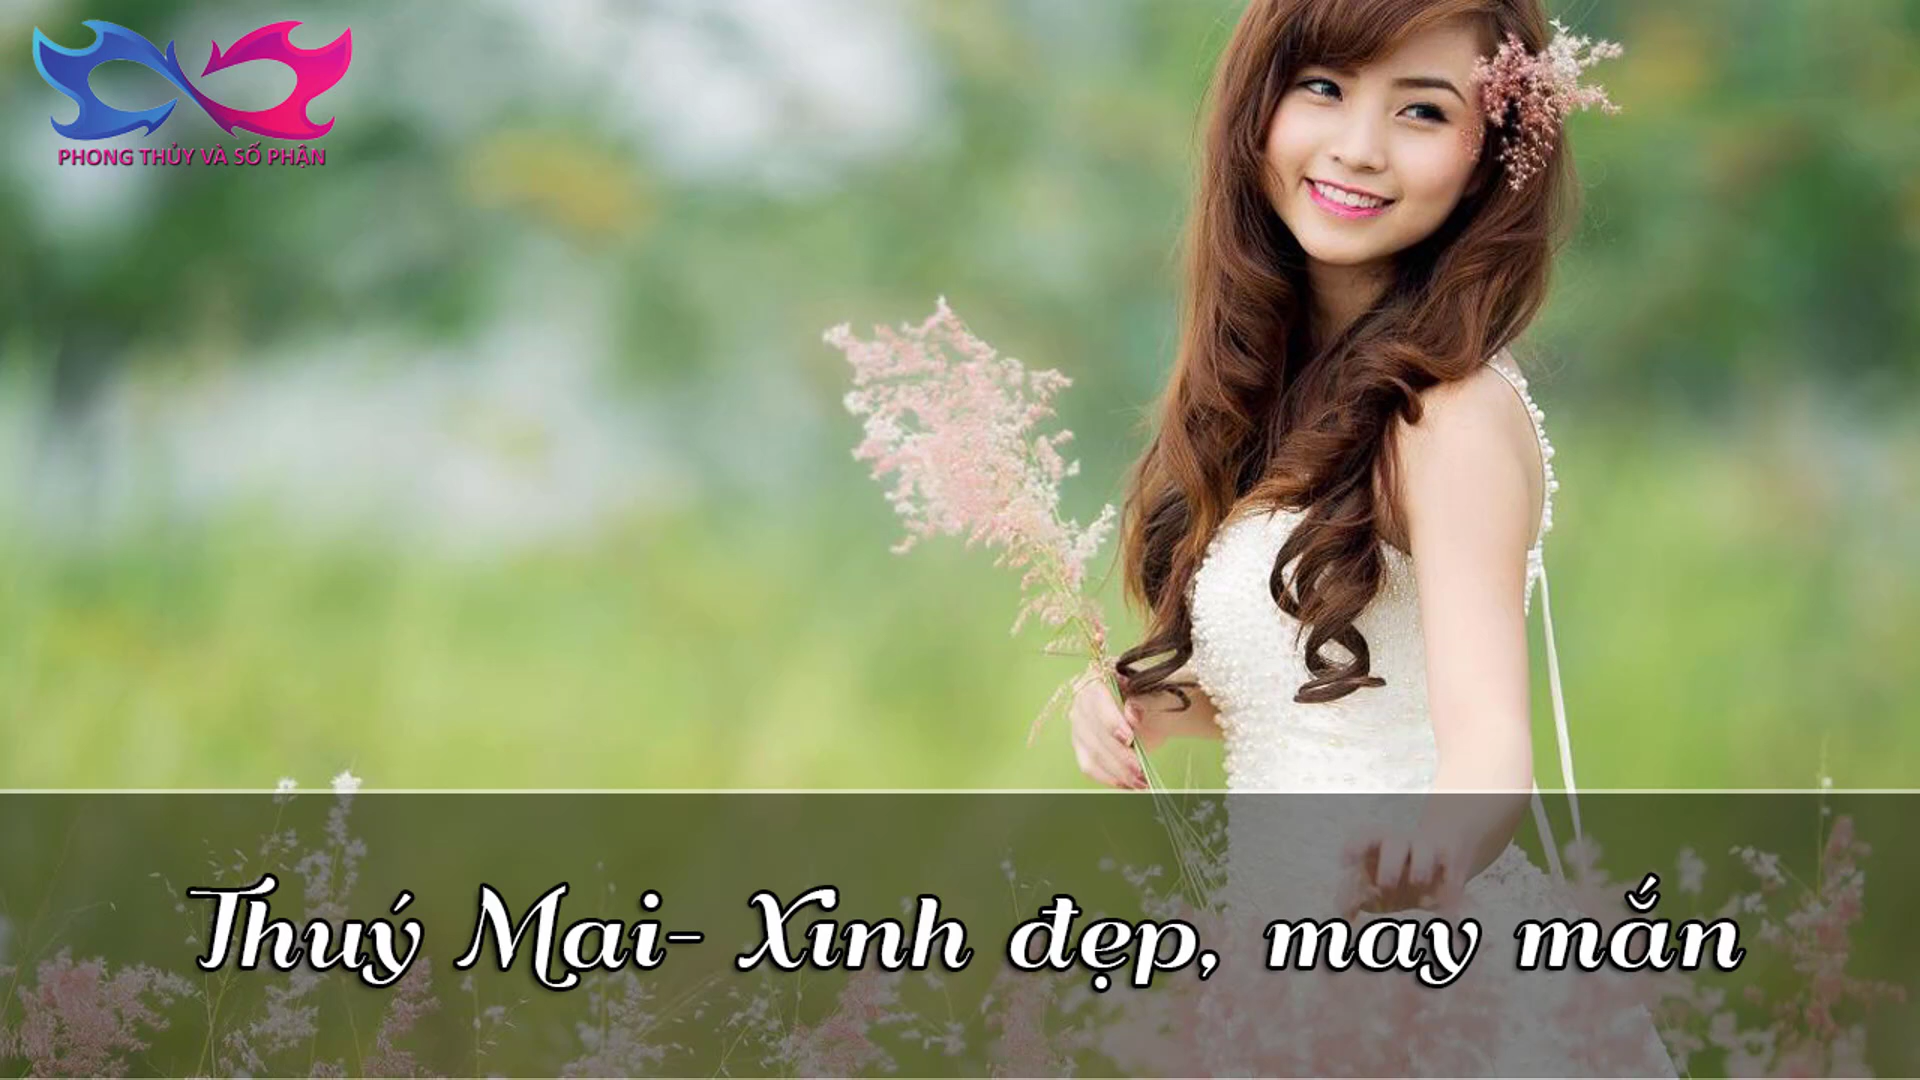 PHONG THỦY VÀ SỐ PHẬN
Thuý Mai- Xinh đẹp, may mắn